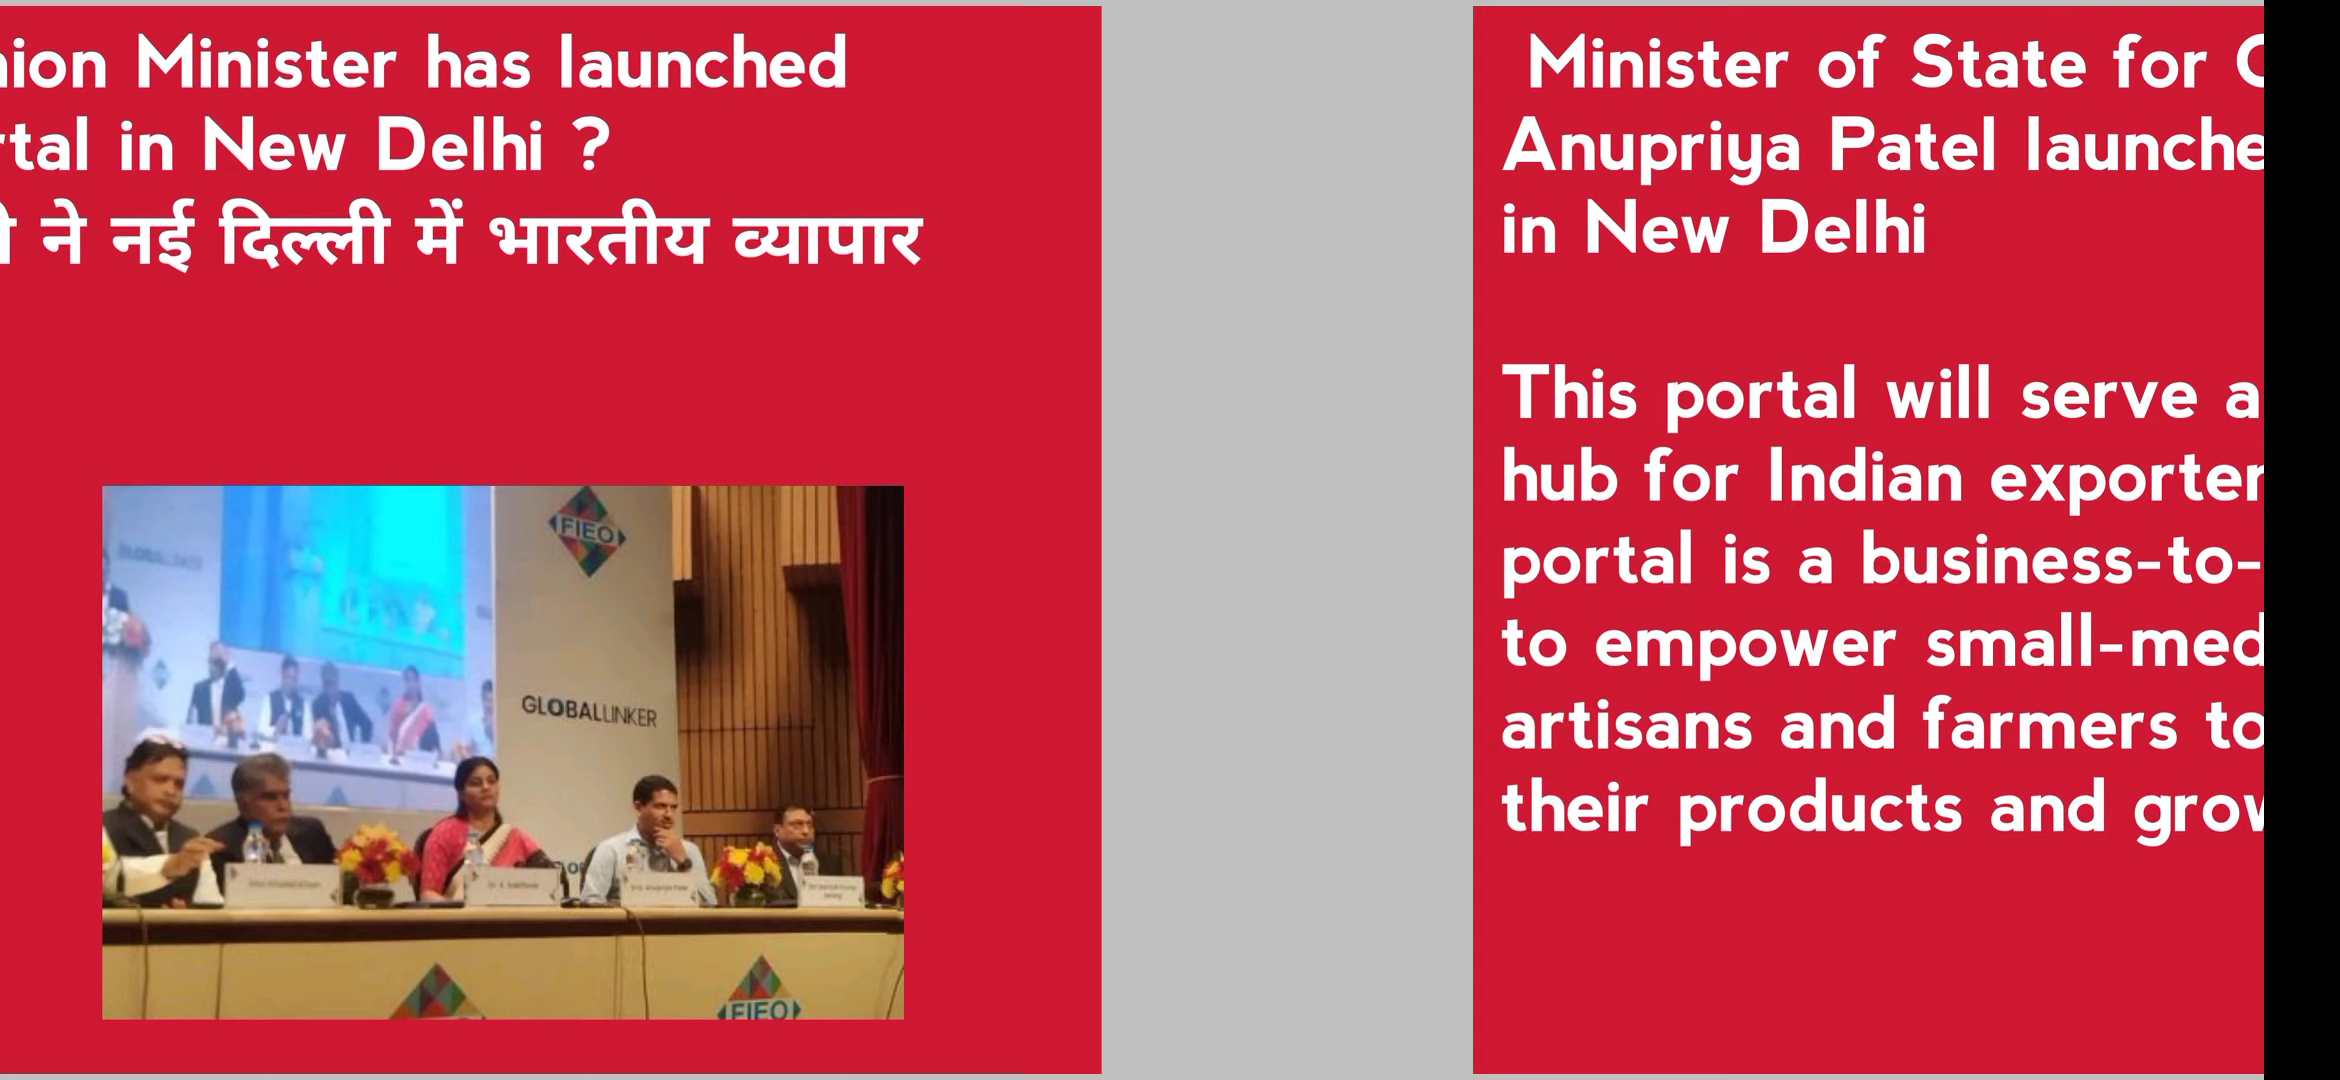 nion Minister has launched
rtal in New Delhi ?
ने नई दिल्ली में भारतीय व्यापार
FIEO
GLOBALLINKER
FIEO
Minister of State for C
Anupriya Patel launche
in New Delhi
This portal will serve a
hub for Indian exporter
portal is a business-to-
to empower small-med
artisans and farmers to
their products and grow